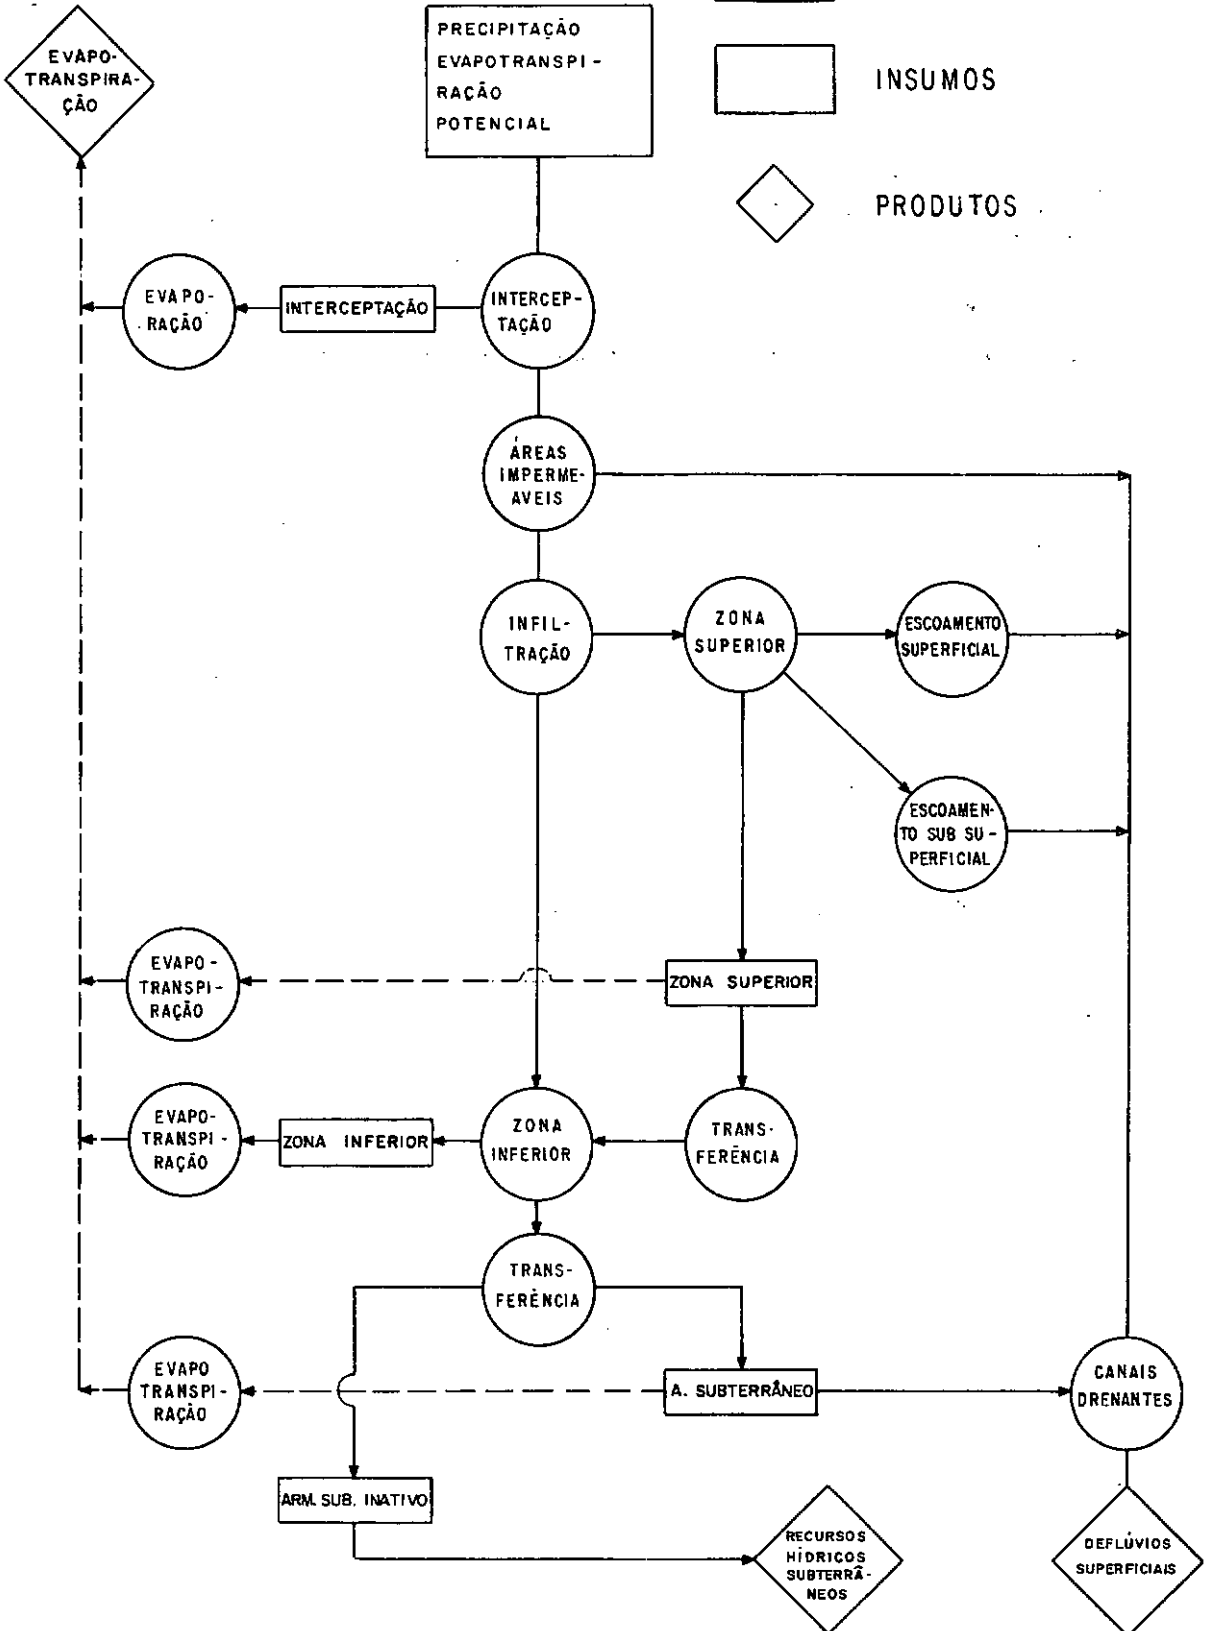 EVAPO-
TRANSPIRA-
ÇÃO
PRECIPITAÇÃO
EVAPOTRANSPI-
RAÇÃO
POTENCIAL
INSUMOS
PRODUTOS
EVAPO-
RAÇÃO
INTERCEPTAÇÃO
INTERCEP-
TAÇÃO
ÁREAS
IMPERME-
AVEIS
INFIL-
TRAÇÃO
ZONA
SUPERIOR
ESCOAMENTO
SUPERFICIAL
ESCOAMEN-
TO SUB SU-
PERFICIAL
EVAPO-
TRANSPI-
RAÇÃO
ZONA SUPERIOR
EVAPO-
TRANSPI-
RAÇÃO
ZONA INFERIOR
ZONA
INFERIOR
TRANS-
FERÊNCIA
TRANS-
FERÊNCIA
EVAPO
TRANSPI-
RAÇÃO
A. SUBTERRÂNEO
CANAIS
DRENANTES
ARM. SUB. INATIVO
RECURSOS
HÍDRICOS
SUBTERRÂ-
NEOS
DEFLÚVIOS
SUPERFICIAIS